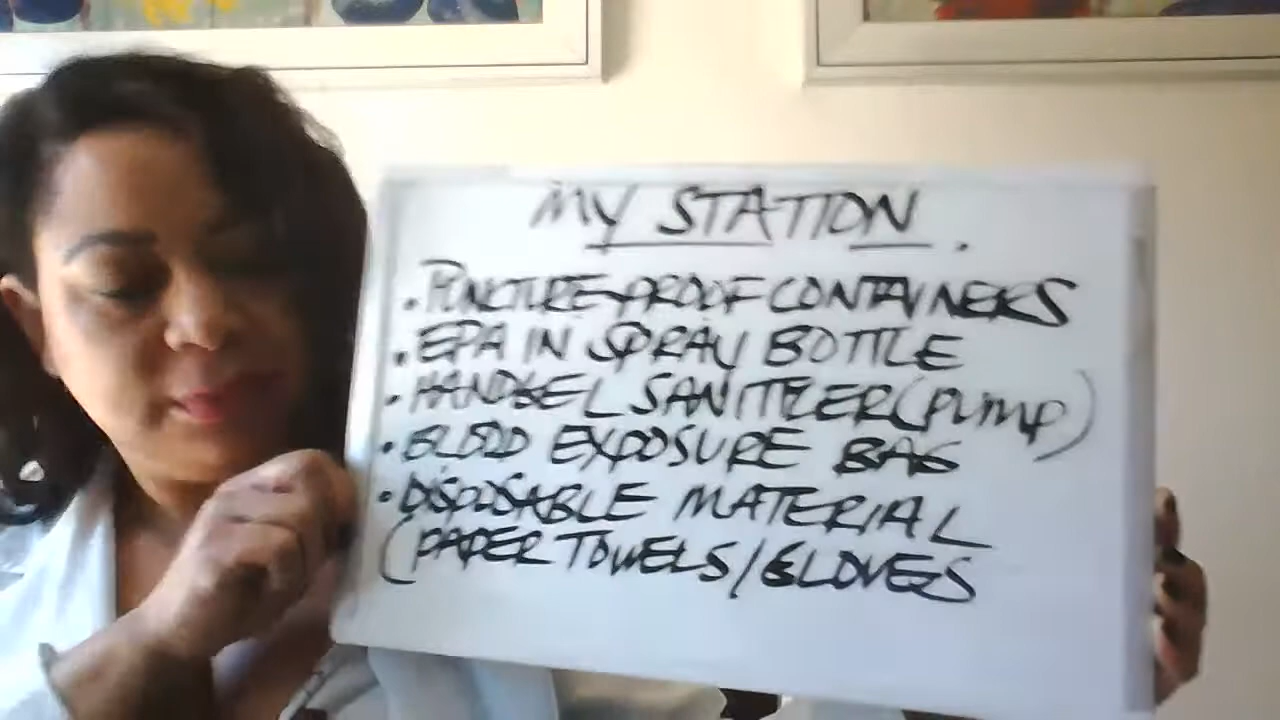 MY STATION.
• PUNCTURE-PROOF CONTAINERS
• EPA IN SPRAY BOTTLE
• HANDGEL SANITIZER (PUMP)
• BLOOD EXPOSURE BAG
• DISPOSABLE MATERIAL
(PAPER TOWELS/GLOVES